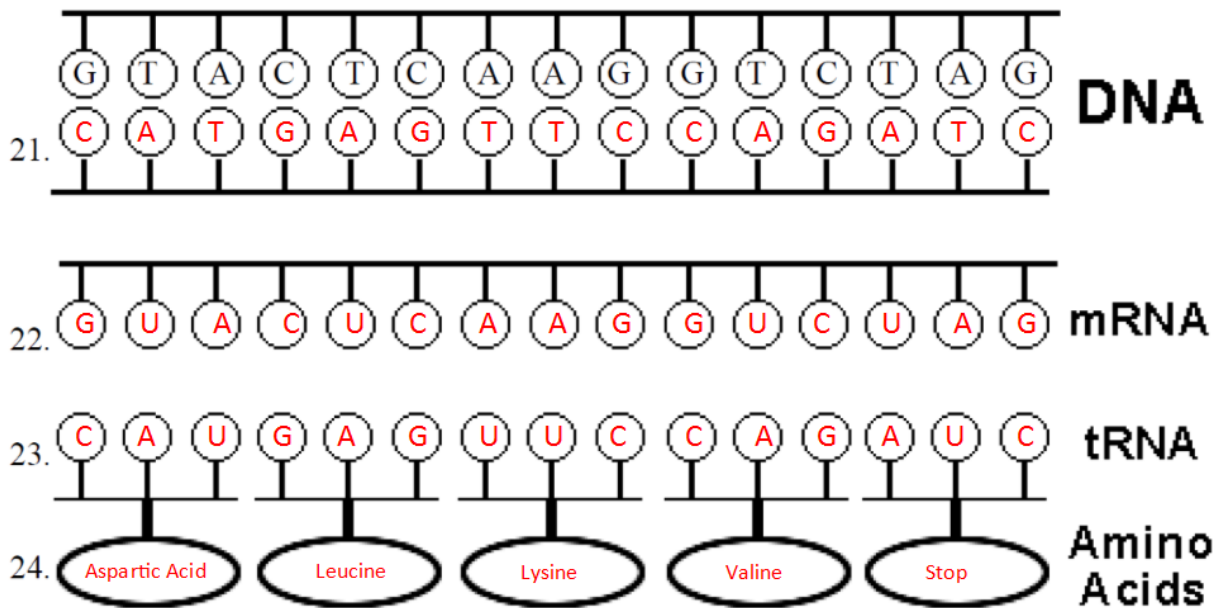 G T A C T C A A G G T C T A G
DNA
21. C A T G A G T T C C A G A T C
22. G U A C U C A A G G U C U A G mRNA
23. C A U G A G U U C C A G A U C tRNA
24. Aspartic Acid Leucine Lysine Valine Stop
Amino
Acids